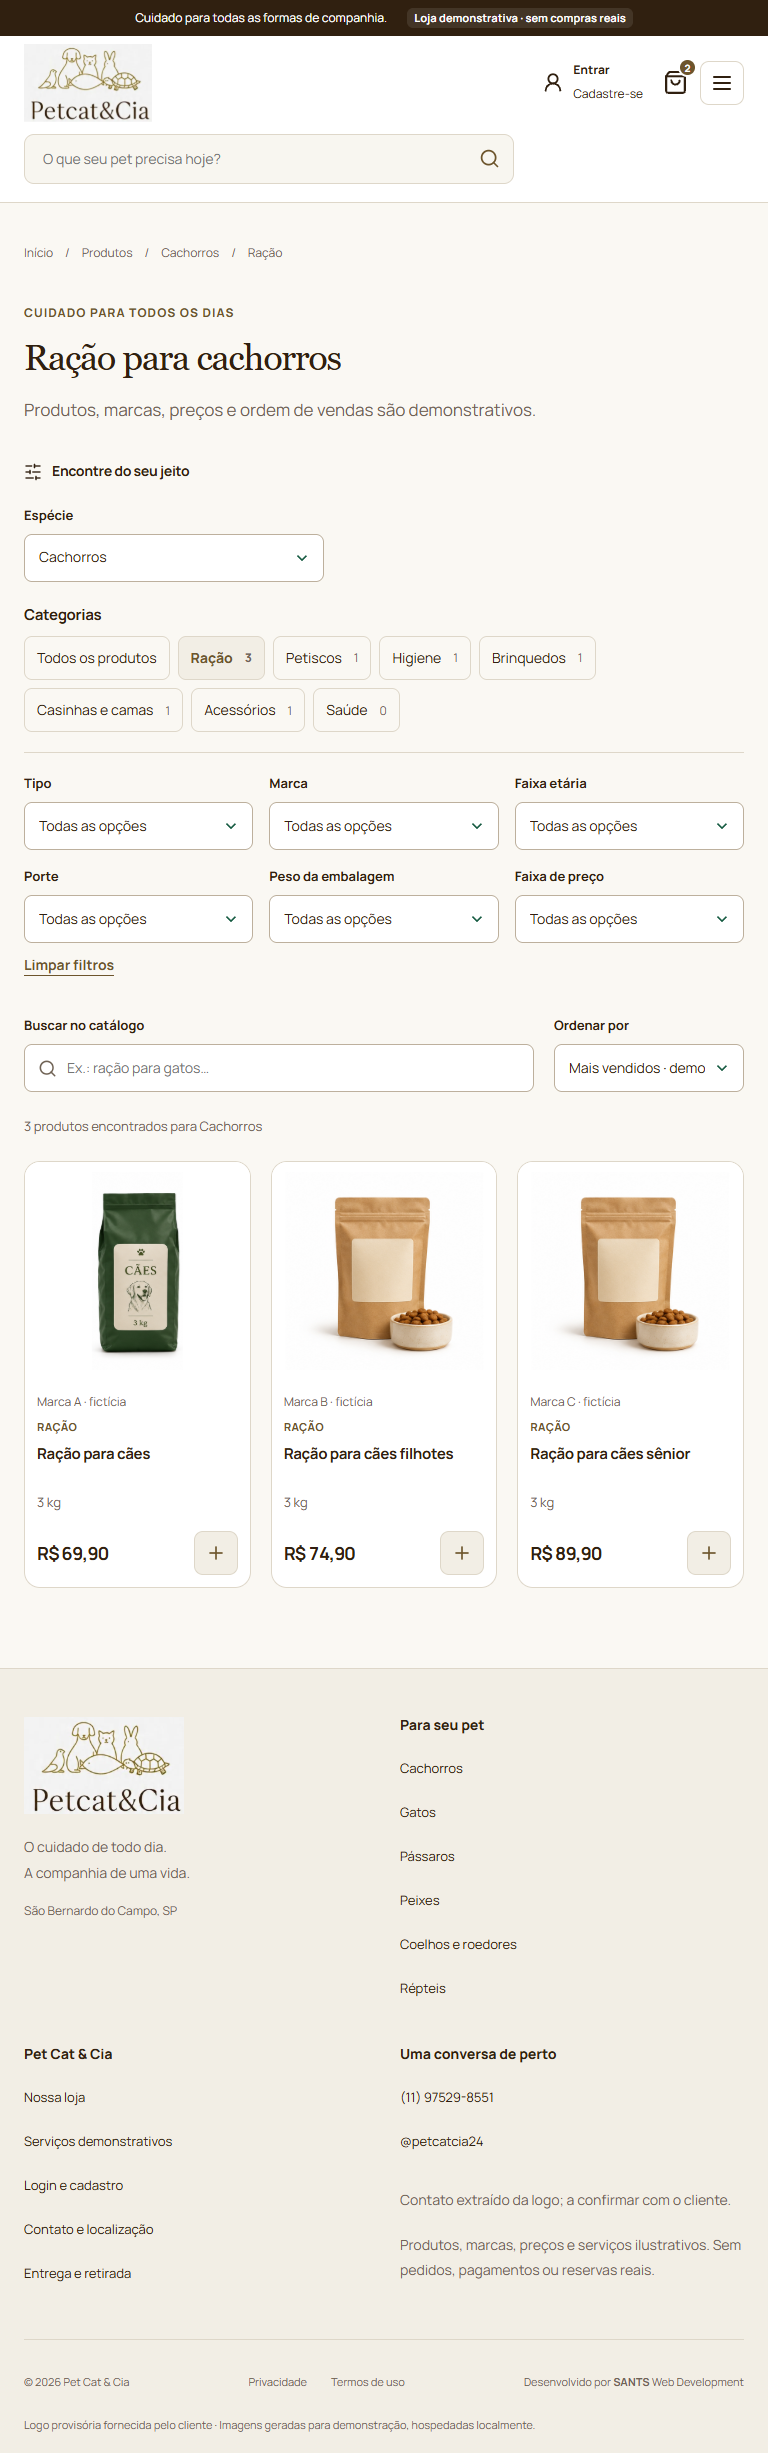 Cuidado para todas as formas de companhia. Loja demonstrativa · sem compras reais
Petcat&Cia
Entrar
Cadastre-se
2
O que seu pet precisa hoje?
Início / Produtos / Cachorros / Ração
CUIDADO PARA TODOS OS DIAS
Ração para cachorros
Produtos, marcas, preços e ordem de vendas são demonstrativos.
Encontre do seu jeito
Espécie
Cachorros
Categorias
Todos os produtos Ração 3 Petiscos 1 Higiene 1 Brinquedos 1
Casinhas e camas 1 Acessórios 1 Saúde 0
Tipo Marca Faixa etária
Todas as opções Todas as opções Todas as opções
Porte Peso da embalagem Faixa de preço
Todas as opções Todas as opções Todas as opções
Limpar filtros
Buscar no catálogo Ordenar por
Ex.: ração para gatos... Mais vendidos · demo
3 produtos encontrados para Cachorros
CÃES
3 kg
Marca A · fictícia
RAÇÃO
Ração para cães
3 kg
R$ 69,90
Marca B · fictícia
RAÇÃO
Ração para cães filhotes
3 kg
R$ 74,90
Marca C · fictícia
RAÇÃO
Ração para cães sênior
3 kg
R$ 89,90
Petcat&Cia
O cuidado de todo dia.
A companhia de uma vida.
São Bernardo do Campo, SP
Para seu pet
Cachorros
Gatos
Pássaros
Peixes
Coelhos e roedores
Répteis
Pet Cat & Cia
Nossa loja
Serviços demonstrativos
Login e cadastro
Contato e localização
Entrega e retirada
Uma conversa de perto
(11) 97529-8551
@petcatcia24
Contato extraído da logo; a confirmar com o cliente.
Produtos, marcas, preços e serviços ilustrativos. Sem
pedidos, pagamentos ou reservas reais.
© 2026 Pet Cat & Cia Privacidade Termos de uso Desenvolvido por SANTS Web Development
Logo provisória fornecida pelo cliente · Imagens geradas para demonstração, hospedadas localmente.